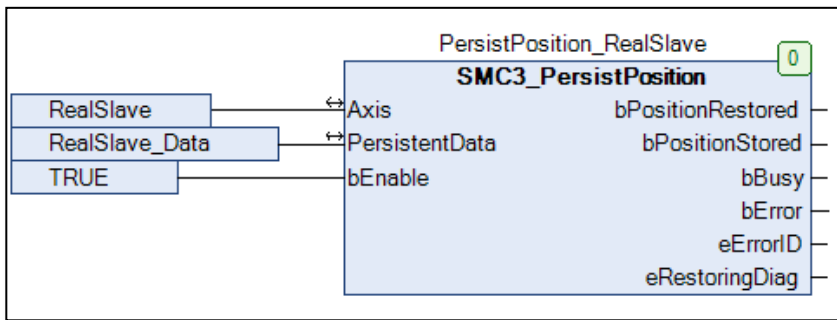 PersistPosition_RealSlave
0
SMC3_PersistPosition
RealSlave Axis bPositionRestored
RealSlave_Data PersistentData bPositionStored
TRUE bEnable bBusy
bError
eErrorID
eRestoringDiag